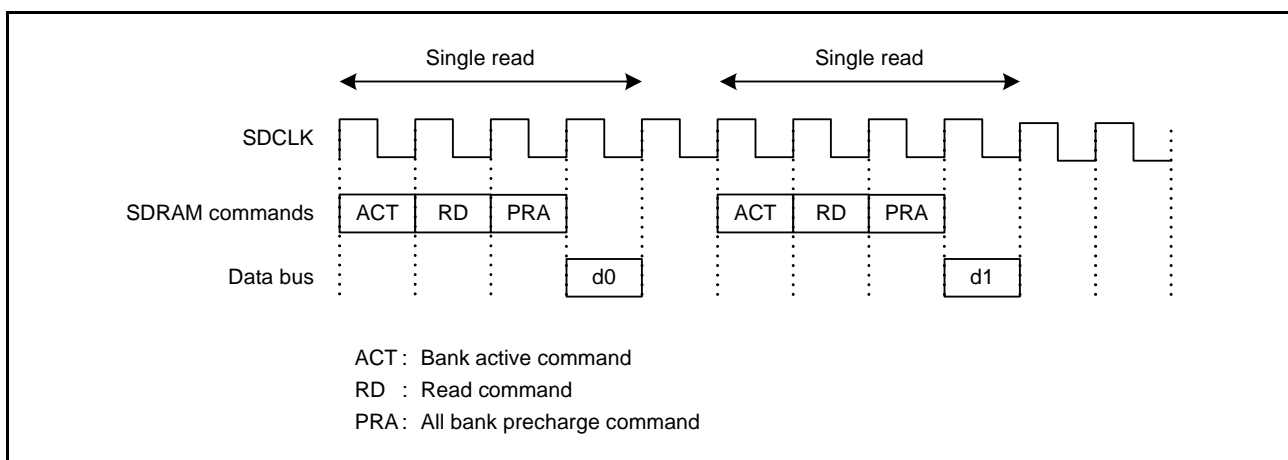 Single read Single read
SDCLK
SDRAM commands ACT RD PRA ACT RD PRA
Data bus d0 d1
ACT : Bank active command
RD : Read command
PRA : All bank precharge command